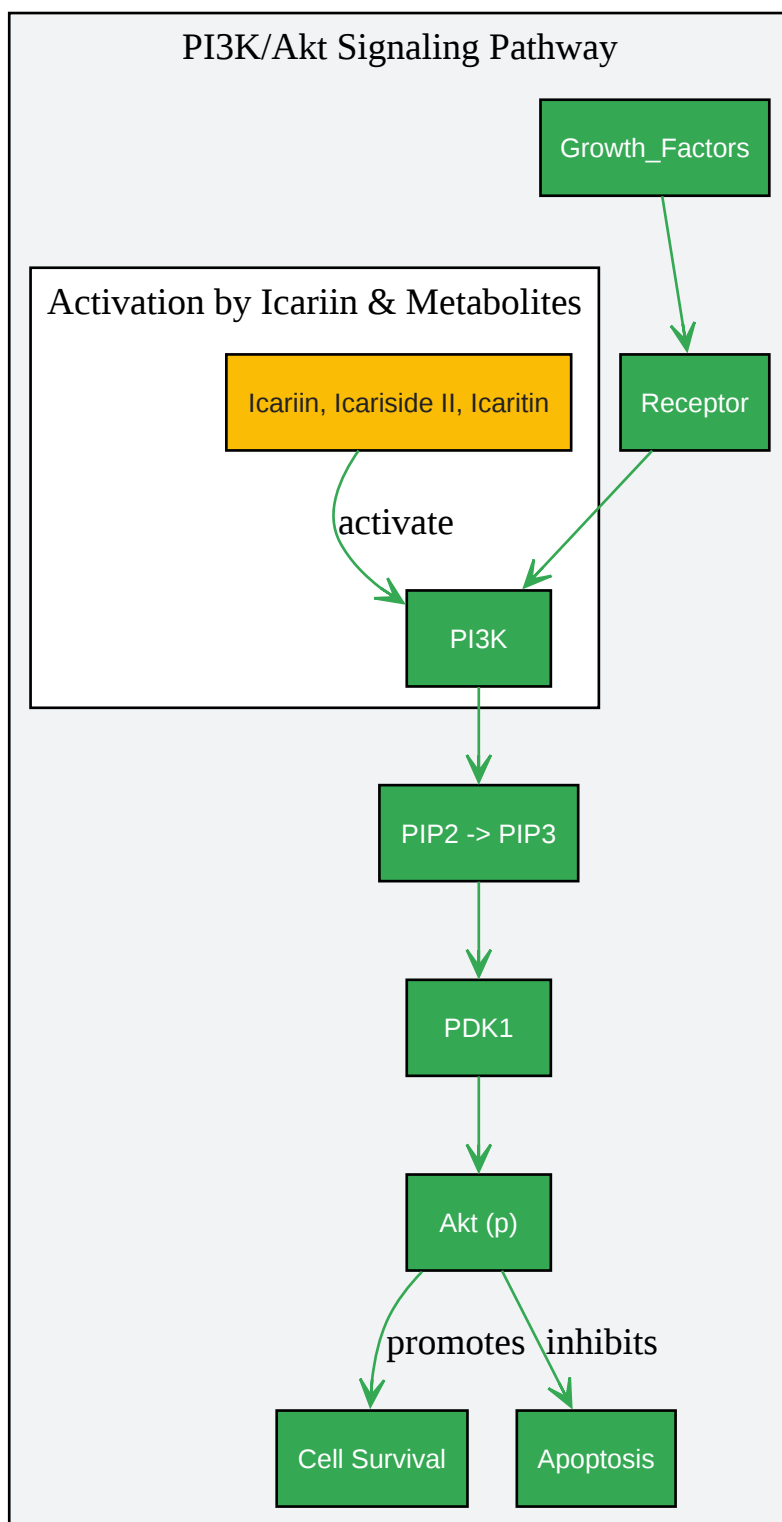 PI3K/Akt Signaling Pathway
Growth_Factors
Activation by Icariin & Metabolites
Icariin, Icariside II, Icaritin
Receptor
activate
PI3K
PIP2 -> PIP3
PDK1
Akt (p)
promotes
inhibits
Cell Survival
Apoptosis